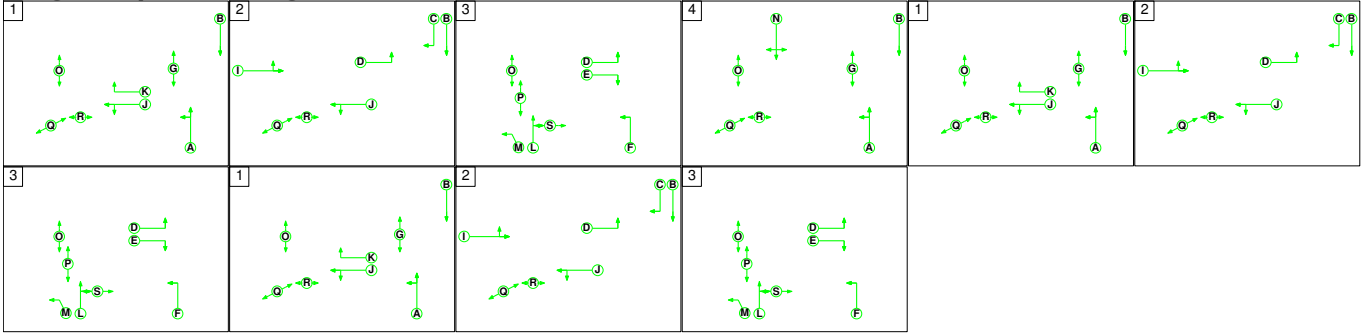 1 2 3 4 1 2
B C B N B B C B
O G I D O D E O G O G I D
K J J P K J J
Q R Q R S Q R Q R Q R
A M L F A A
3 1 2 3
B C B
O D E O G I D O D E
P K J J P
S Q R Q R S
M L F A M L F